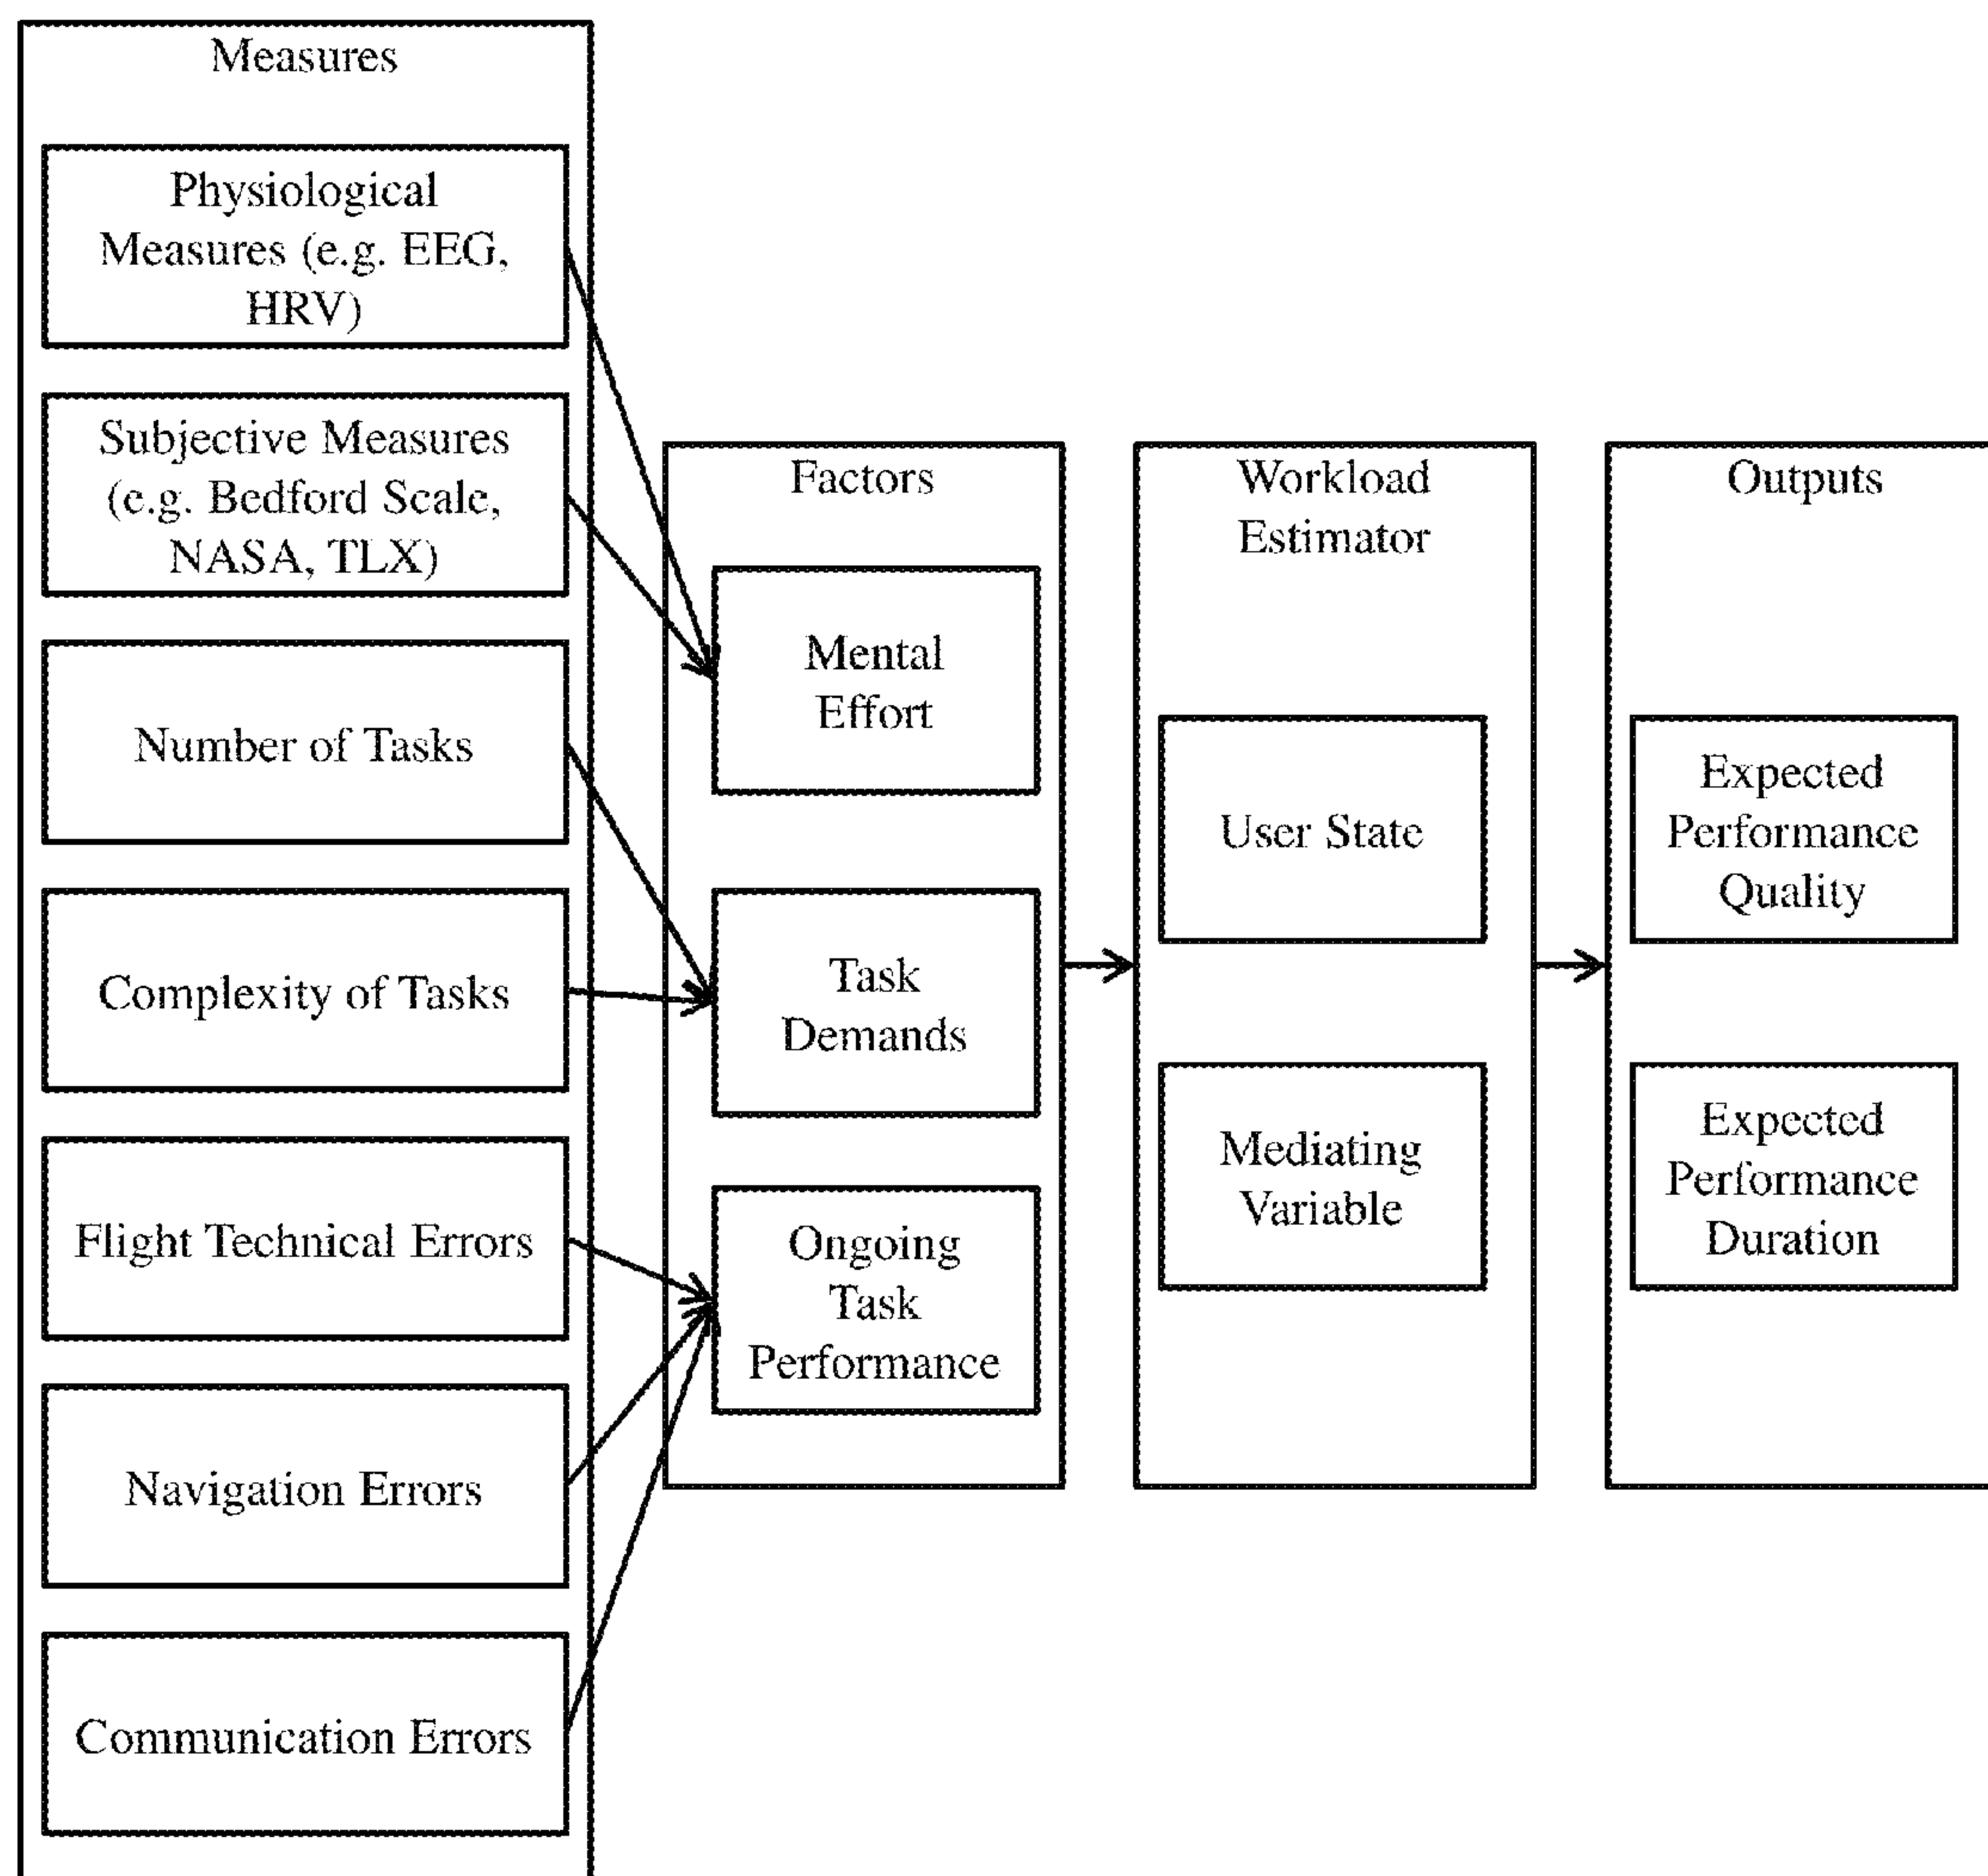 Measures
Physiological
Measures (e.g. EEG,
HRV)
Subjective Measures
(e.g. Bedford Scale,
NASA, TLX)
Number of Tasks
Complexity of Tasks
Flight Technical Errors
Navigation Errors
Communication Errors
Factors
Mental
Effort
Task
Demands
Ongoing
Task
Performance
Workload
Estimator
User State
Mediating
Variable
Outputs
Expected
Performance
Quality
Expected
Performance
Duration